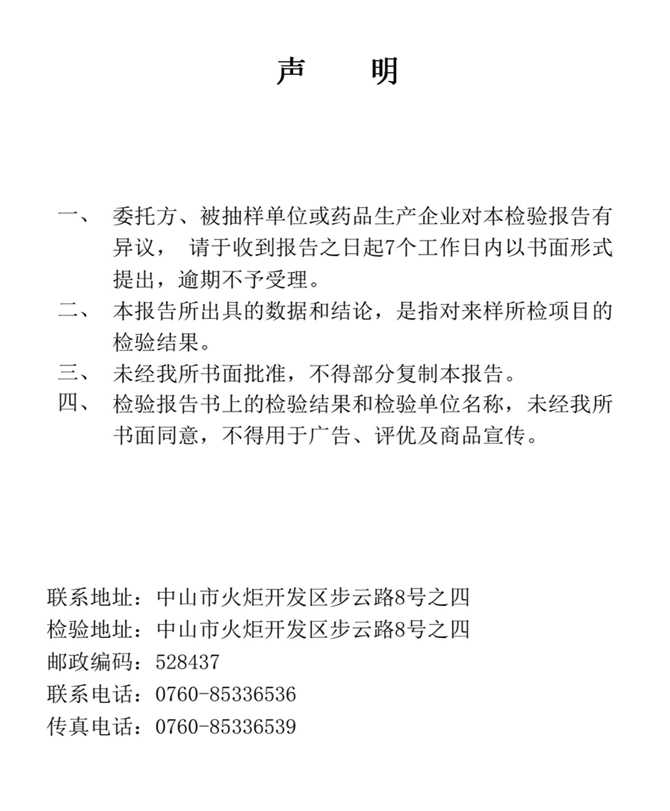 声 明
一、 委托方、被抽样单位或药品生产企业对本检验报告有
异议， 请于收到报告之日起7个工作日内以书面形式
提出，逾期不予受理。
二、 本报告所出具的数据和结论，是指对来样所检项目的
检验结果。
三、 未经我所书面批准，不得部分复制本报告。
四、 检验报告书上的检验结果和检验单位名称，未经我所
书面同意，不得用于广告、评优及商品宣传。
联系地址：中山市火炬开发区步云路8号之四
检验地址：中山市火炬开发区步云路8号之四
邮政编码：528437
联系电话：0760-85336536
传真电话：0760-85336539